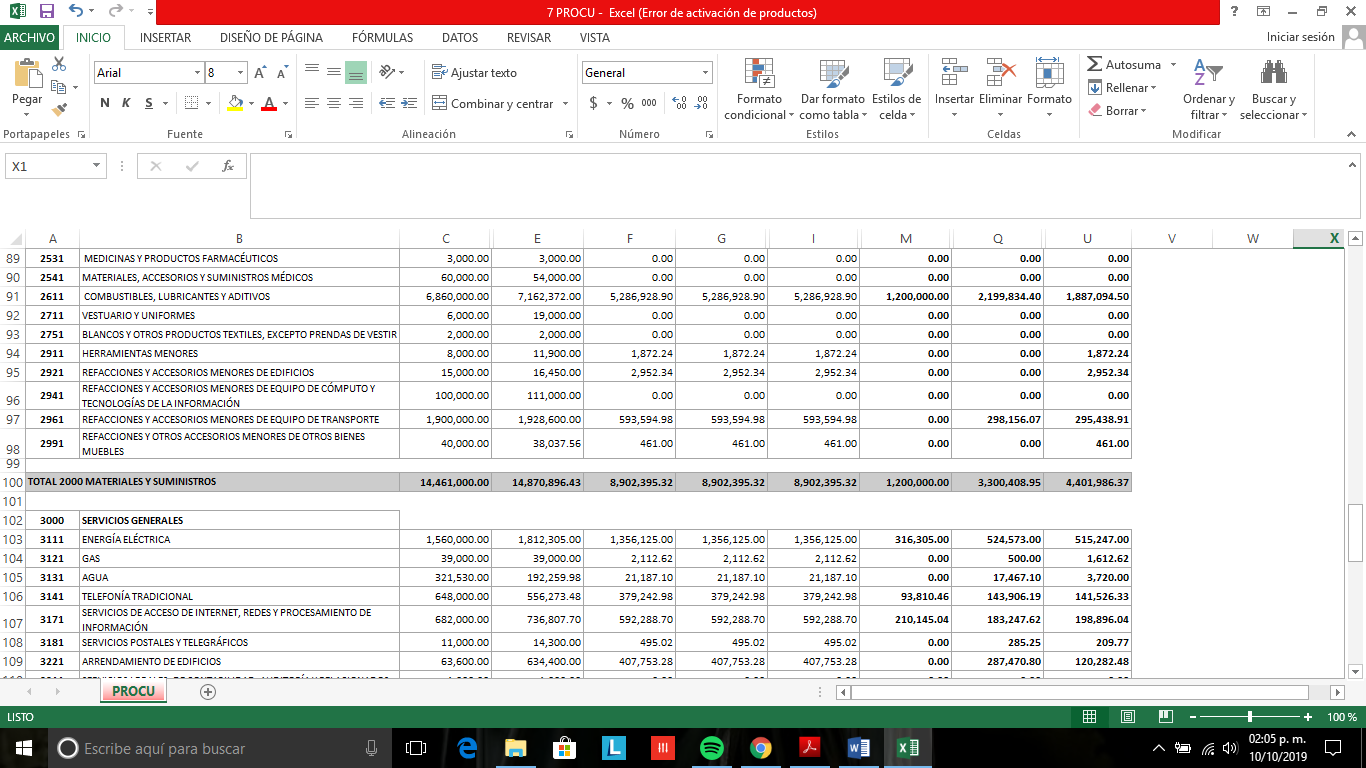 7 PROCU - Excel (Error de activación de productos)
ARCHIVO INICIO INSERTAR DISEÑO DE PÁGINA FÓRMULAS DATOS REVISAR VISTA Iniciar sesión
Pegar
Portapapeles
Arial 8
N K S
Fuente
Ajustar texto
Combinar y centrar
Alineación
General
$ % 000
Número
Formato condicional
Dar formato como tabla
Estilos de celda
Estilos
Insertar Eliminar Formato
Celdas
Autosuma
Rellenar
Borrar
Ordenar y filtrar
Buscar y seleccionar
Modificar
X1
A B C E F G I M Q U V W X
89 2531 MEDICINAS Y PRODUCTOS FARMACÉUTICOS 3,000.00 3,000.00 0.00 0.00 0.00 0.00 0.00 0.00
90 2541 MATERIALES, ACCESORIOS Y SUMINISTROS MÉDICOS 60,000.00 54,000.00 0.00 0.00 0.00 0.00 0.00 0.00
91 2611 COMBUSTIBLES, LUBRICANTES Y ADITIVOS 6,860,000.00 7,162,372.00 5,286,928.90 5,286,928.90 5,286,928.90 1,200,000.00 2,199,834.40 1,887,094.50
92 2711 VESTUARIO Y UNIFORMES 6,000.00 19,000.00 0.00 0.00 0.00 0.00 0.00 0.00
93 2751 BLANCOS Y OTROS PRODUCTOS TEXTILES, EXCEPTO PRENDAS DE VESTIR 2,000.00 2,000.00 0.00 0.00 0.00 0.00 0.00 0.00
94 2911 HERRAMIENTAS MENORES 8,000.00 11,900.00 1,872.24 1,872.24 1,872.24 0.00 0.00 1,872.24
95 2921 REFACCIONES Y ACCESORIOS MENORES DE EDIFICIOS 15,000.00 16,450.00 2,952.34 2,952.34 2,952.34 0.00 0.00 2,952.34
96 2941 REFACCIONES Y ACCESORIOS MENORES DE EQUIPO DE CÓMPUTO Y
TECNOLOGÍAS DE LA INFORMACIÓN 100,000.00 111,000.00 0.00 0.00 0.00 0.00 0.00 0.00
97 2961 REFACCIONES Y ACCESORIOS MENORES DE EQUIPO DE TRANSPORTE 1,900,000.00 1,928,600.00 593,594.98 593,594.98 593,594.98 0.00 298,156.07 295,438.91
98 2991 REFACCIONES Y OTROS ACCESORIOS MENORES DE OTROS BIENES
MUEBLES 40,000.00 38,037.56 461.00 461.00 461.00 0.00 0.00 461.00
99
100 TOTAL 2000 MATERIALES Y SUMINISTROS 14,461,000.00 14,870,896.43 8,902,395.32 8,902,395.32 8,902,395.32 1,200,000.00 3,300,408.95 4,401,986.37
101
102 3000 SERVICIOS GENERALES
103 3111 ENERGÍA ELÉCTRICA 1,560,000.00 1,812,305.00 1,356,125.00 1,356,125.00 1,356,125.00 316,305.00 524,573.00 515,247.00
104 3121 GAS 39,000.00 39,000.00 2,112.62 2,112.62 2,112.62 0.00 500.00 1,612.62
105 3131 AGUA 321,530.00 192,259.98 21,187.10 21,187.10 21,187.10 0.00 17,467.10 3,720.00
106 3141 TELEFONÍA TRADICIONAL 648,000.00 556,273.48 379,242.98 379,242.98 379,242.98 93,810.46 143,906.19 141,526.33
107 3171 SERVICIOS DE ACCESO DE INTERNET, REDES Y PROCESAMIENTO DE
INFORMACIÓN 682,000.00 736,807.70 592,288.70 592,288.70 592,288.70 210,145.04 183,247.62 198,896.04
108 3181 SERVICIOS POSTALES Y TELEGRÁFICOS 11,000.00 14,300.00 495.02 495.02 495.02 0.00 285.25 209.77
109 3221 ARRENDAMIENTO DE EDIFICIOS 63,600.00 634,400.00 407,753.28 407,753.28 407,753.28 0.00 287,470.80 120,282.48
PROCU
LISTO 100 %
Escribe aquí para buscar
02:05 p. m.
10/10/2019